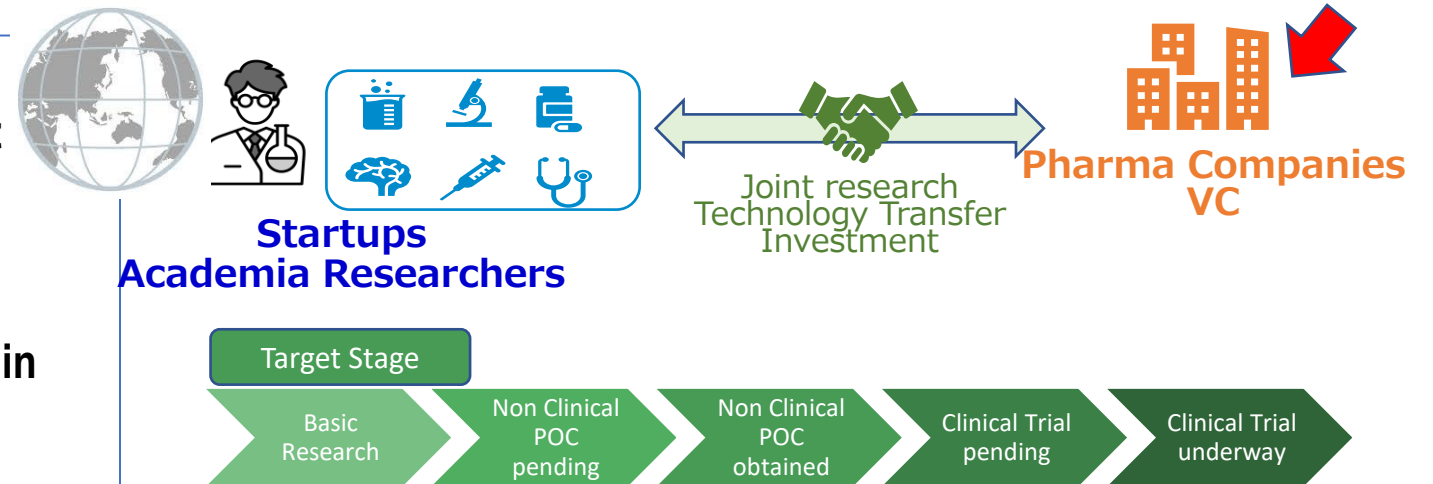 in
Startups
Academia Researchers
Joint research
Technology Transfer
Investment
Pharma Companies
VC
Target Stage
Basic
Research
Non Clinical
POC
pending
Non Clinical
POC
obtained
Clinical Trial
pending
Clinical Trial
underway